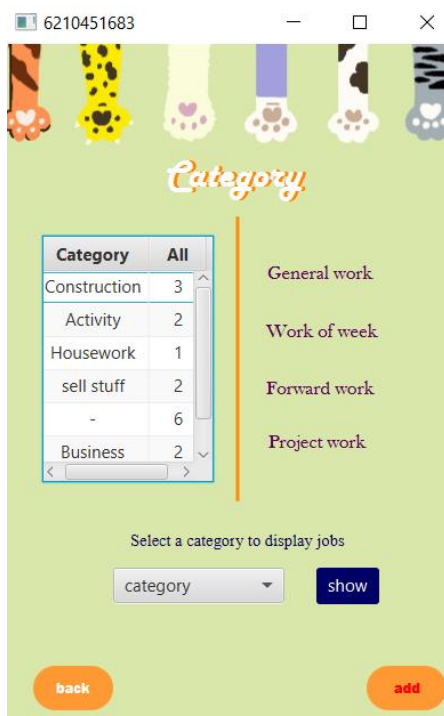 6210451683
Category
Category All
Construction 3
Activity 2
Housework 1
sell stuff 2
- 6
Business 2
General work
Work of week
Forward work
Project work
Select a category to display jobs
category
show
back
add